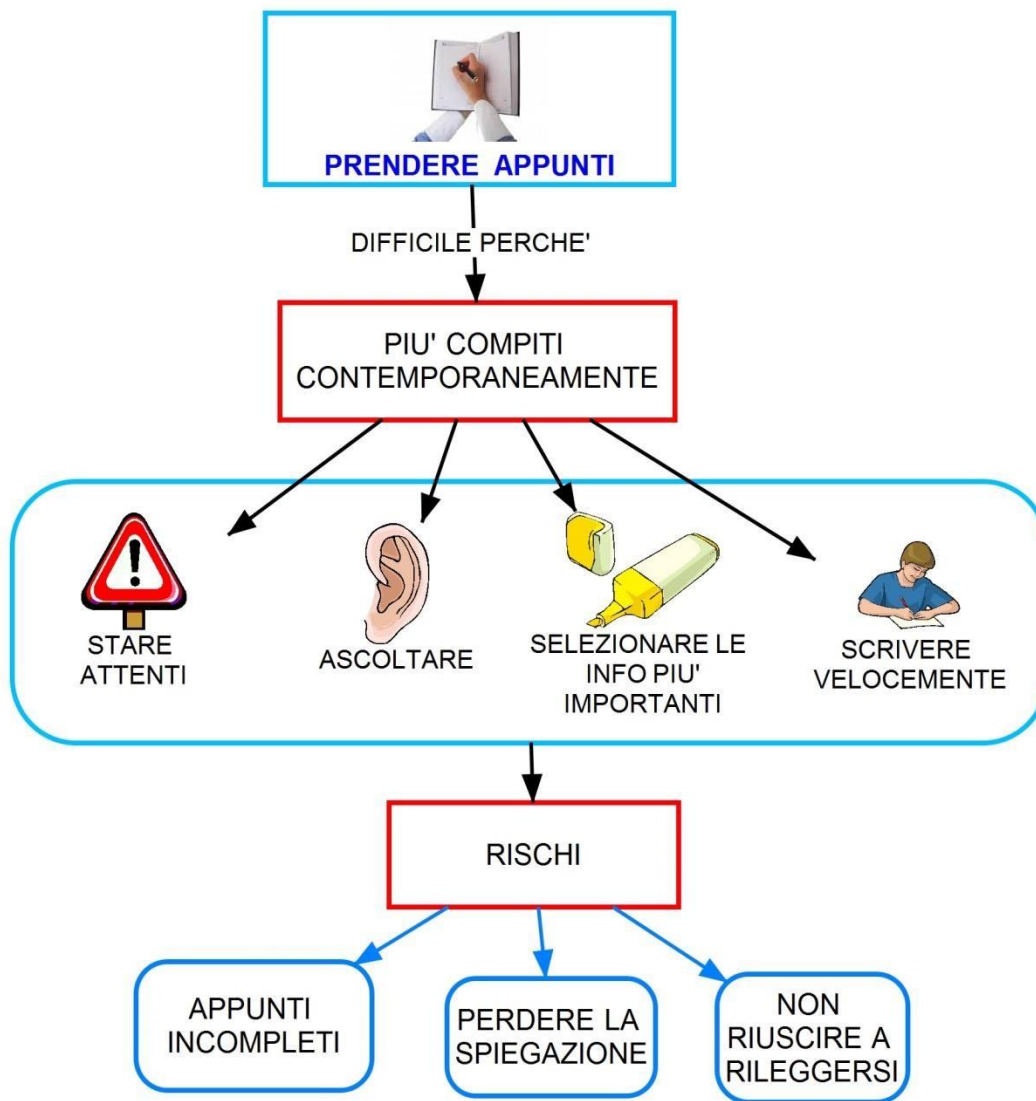 PRENDERE APPUNTI
DIFFICILE PERCHE'
PIU' COMPITI
CONTEMPORANEAMENTE
STARE
ATTENTI
ASCOLTARE
SELEZIONARE LE
INFO PIU'
IMPORTANTI
SCRIVERE
VELOCEMENTE
RISCHI
APPUNTI
INCOMPLETI
PERDERE LA
SPIEGAZIONE
NON
RIUSCIRE A
RILEGGERSI